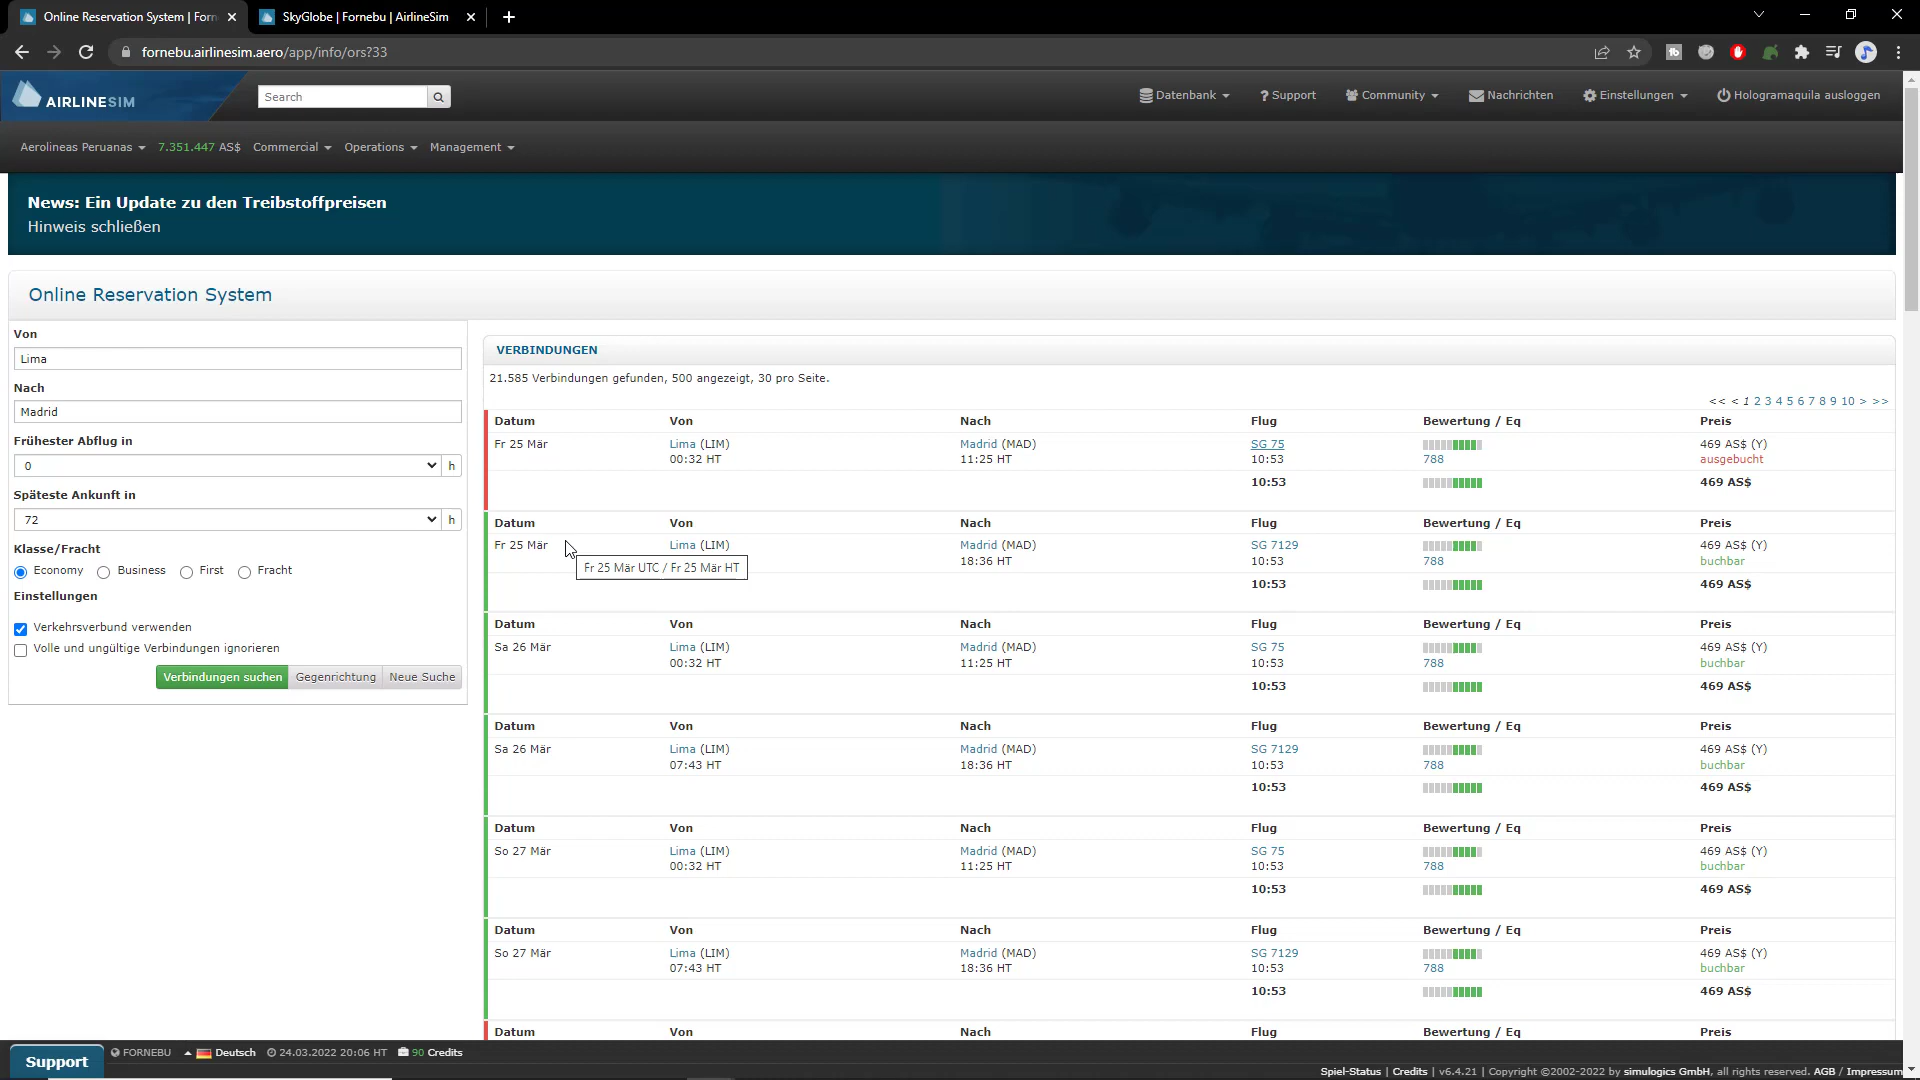 Online Reservation System | Forn
SkyGlobe | Fornebu | AirlineSim
fornebu.airlinesim.aero/app/info/ors?33
AIRLINESIM
Search
Datenbank
? Support
Community
Nachrichten
Einstellungen
Hologramaquila ausloggen
Aerolineas Peruanas 7.351.447 AS$ Commercial Operations Management
News: Ein Update zu den Treibstoffpreisen
Hinweis schließen
Online Reservation System
Von
Lima
Nach
Madrid
Frühester Abflug in
0 h
Späteste Ankunft in
72 h
Klasse/Fracht
Economy Business First Fracht
Einstellungen
Verkehrsverbund verwenden
Volle und ungültige Verbindungen ignorieren
Verbindungen suchen Gegenrichtung Neue Suche
VERBINDUNGEN
21.585 Verbindungen gefunden, 500 angezeigt, 30 pro Seite.
<< < 1 2 3 4 5 6 7 8 9 10 > >>
Datum Von Nach Flug Bewertung / Eq Preis
Fr 25 Mär Lima (LIM) Madrid (MAD) SG 75 469 AS$ (Y)
00:32 HT 11:25 HT 10:53 788 ausgebucht
10:53 469 AS$
Datum Von Nach Flug Bewertung / Eq Preis
Fr 25 Mär Lima (LIM) Madrid (MAD) SG 7129 469 AS$ (Y)
18:36 HT 10:53 788 buchbar
Fr 25 Mär UTC / Fr 25 Mär HT
10:53 469 AS$
Datum Von Nach Flug Bewertung / Eq Preis
Sa 26 Mär Lima (LIM) Madrid (MAD) SG 75 469 AS$ (Y)
00:32 HT 11:25 HT 10:53 788 buchbar
10:53 469 AS$
Datum Von Nach Flug Bewertung / Eq Preis
Sa 26 Mär Lima (LIM) Madrid (MAD) SG 7129 469 AS$ (Y)
07:43 HT 18:36 HT 10:53 788 buchbar
10:53 469 AS$
Datum Von Nach Flug Bewertung / Eq Preis
So 27 Mär Lima (LIM) Madrid (MAD) SG 75 469 AS$ (Y)
00:32 HT 11:25 HT 10:53 788 buchbar
10:53 469 AS$
Datum Von Nach Flug Bewertung / Eq Preis
So 27 Mär Lima (LIM) Madrid (MAD) SG 7129 469 AS$ (Y)
07:43 HT 18:36 HT 10:53 788 buchbar
10:53 469 AS$
Datum Von Nach Flug Bewertung / Eq Preis
Support
FORNEBU Deutsch 24.03.2022 20:06 HT 90 Credits
Spiel-Status | Credits | v6.4.21 | Copyright ©2002-2022 by simulogics GmbH, all rights reserved. AGB / Impressum